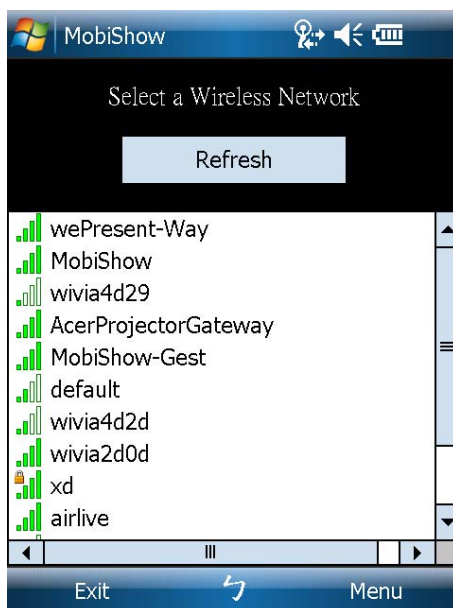 MobiShow
Select a Wireless Network
Refresh
wePresent-Way
MobiShow
wivia4d29
AcerProjectorGateway
MobiShow-Gest
default
wivia4d2d
wivia2d0d
xd
airlive
Exit ㄅ Menu